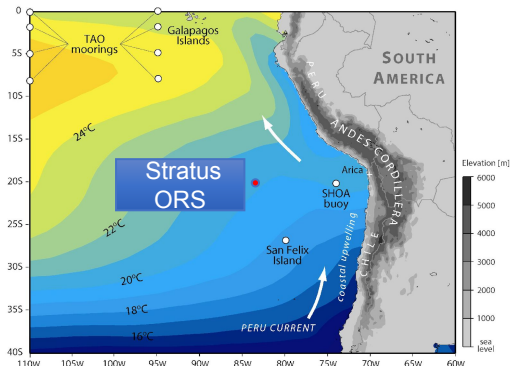 0
5S
10S
15S
20S
25S
30S
35S
40S
110W
105W
100W
95W
90W
85W
80W
75W
70W
65W
60W
TAO
moorings
Galapagos
Islands
SOUTH
AMERICA
PERU
ANDES-CORDILLERA
CHILE
24°C
22°C
20°C
18°C
16°C
Stratus
ORS
Arica
SHOA
buoy
San Felix
Island
coastal upwelling
PERU CURRENT
Elevation [m]
6000
5000
4000
3000
2000
1000
sea
level